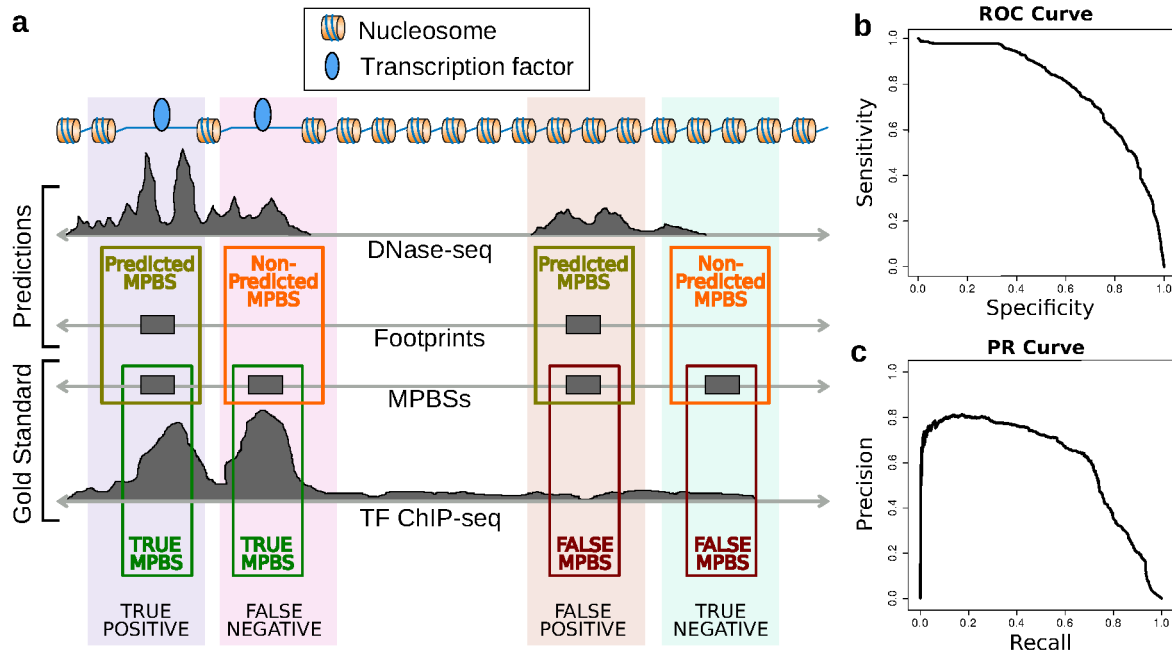 a
Nucleosome
Transcription factor
Predictions
DNase-seq
Predicted
MPBS
Non-
Predicted
MPBS
Predicted
MPBS
Non-
Predicted
MPBS
Footprints
Gold Standard
MPBSs
TF ChIP-seq
TRUE
MPBS
TRUE
MPBS
FALSE
MPBS
FALSE
MPBS
TRUE
POSITIVE
FALSE
NEGATIVE
FALSE
POSITIVE
TRUE
NEGATIVE
b
ROC Curve
Sensitivity
1.0
0.8
0.6
0.4
0.2
0.0
0.0 0.2 0.4 0.6 0.8 1.0
Specificity
c
PR Curve
Precision
1.0
0.8
0.6
0.4
0.2
0.0
0.0 0.2 0.4 0.6 0.8 1.0
Recall